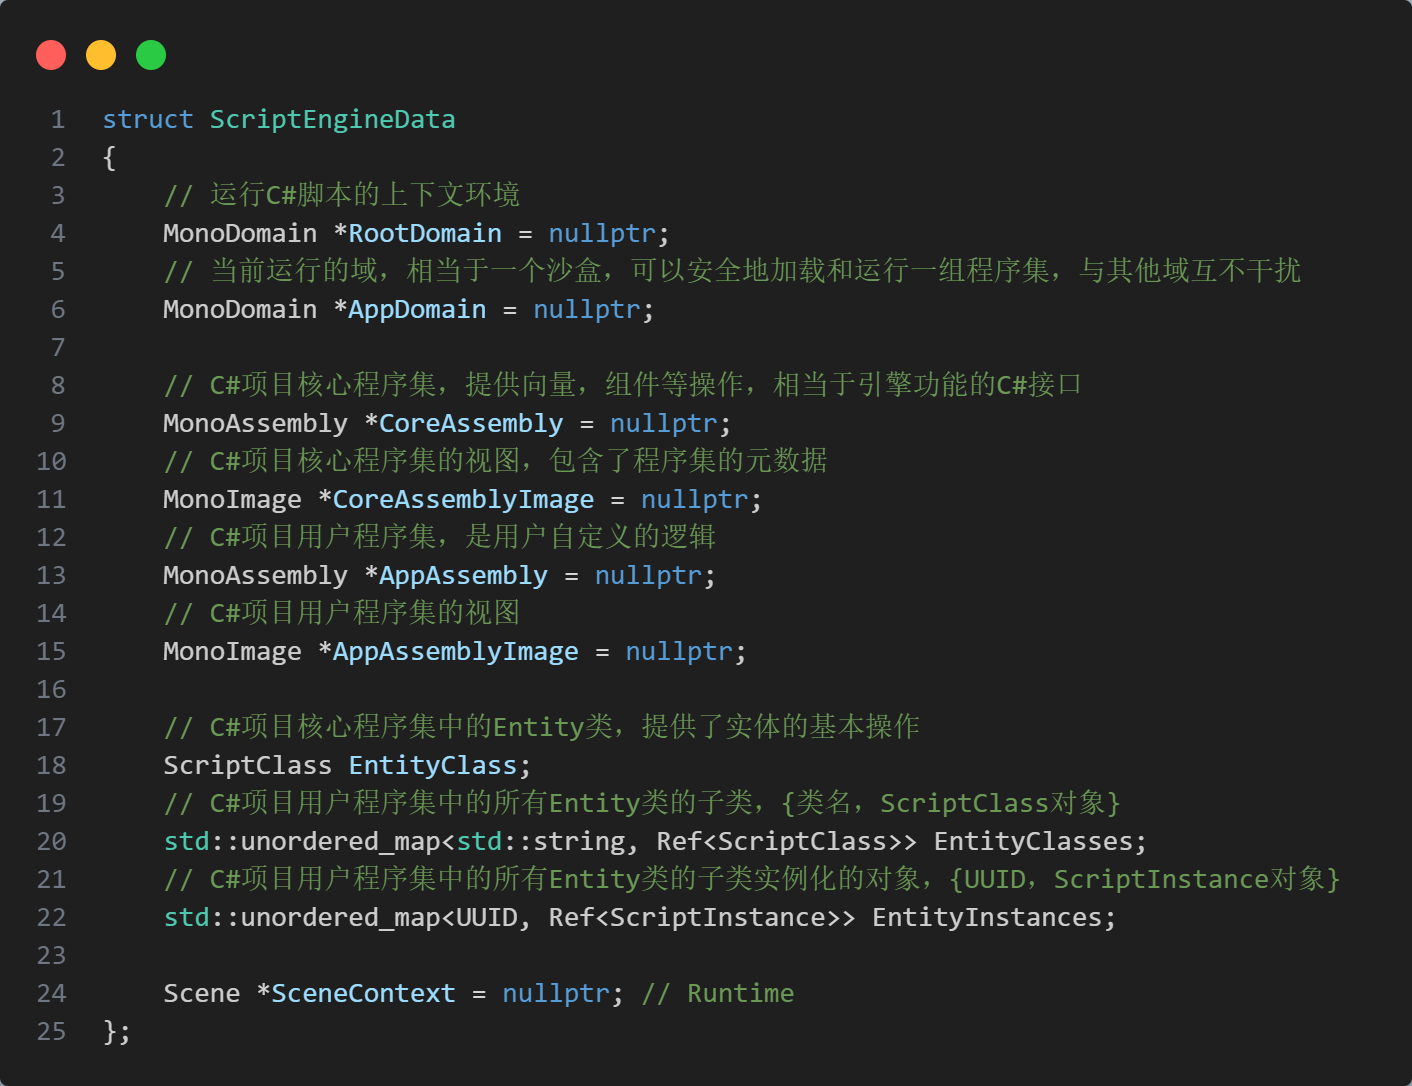 1 struct ScriptEngineData
2 {
3 // 运行C#脚本的上下文环境
4 MonoDomain *RootDomain = nullptr;
5 // 当前运行的域，相当于一个沙盒，可以安全地加载和运行一组程序集，与其他域互不干扰
6 MonoDomain *AppDomain = nullptr;
7
8 // C#项目核心程序集，提供向量，组件等操作，相当于引擎功能的C#接口
9 MonoAssembly *CoreAssembly = nullptr;
10 // C#项目核心程序集的视图，包含了程序集的元数据
11 MonoImage *CoreAssemblyImage = nullptr;
12 // C#项目用户程序集，是用户自定义的逻辑
13 MonoAssembly *AppAssembly = nullptr;
14 // C#项目用户程序集的视图
15 MonoImage *AppAssemblyImage = nullptr;
16
17 // C#项目核心程序集中的Entity类，提供了实体的基本操作
18 ScriptClass EntityClass;
19 // C#项目用户程序集中的所有Entity类的子类，{类名，ScriptClass对象}
20 std::unordered_map<std::string, Ref<ScriptClass>> EntityClasses;
21 // C#项目用户程序集中的所有Entity类的子类实例化的对象，{UUID，ScriptInstance对象}
22 std::unordered_map<UUID, Ref<ScriptInstance>> EntityInstances;
23
24 Scene *SceneContext = nullptr; // Runtime
25 };